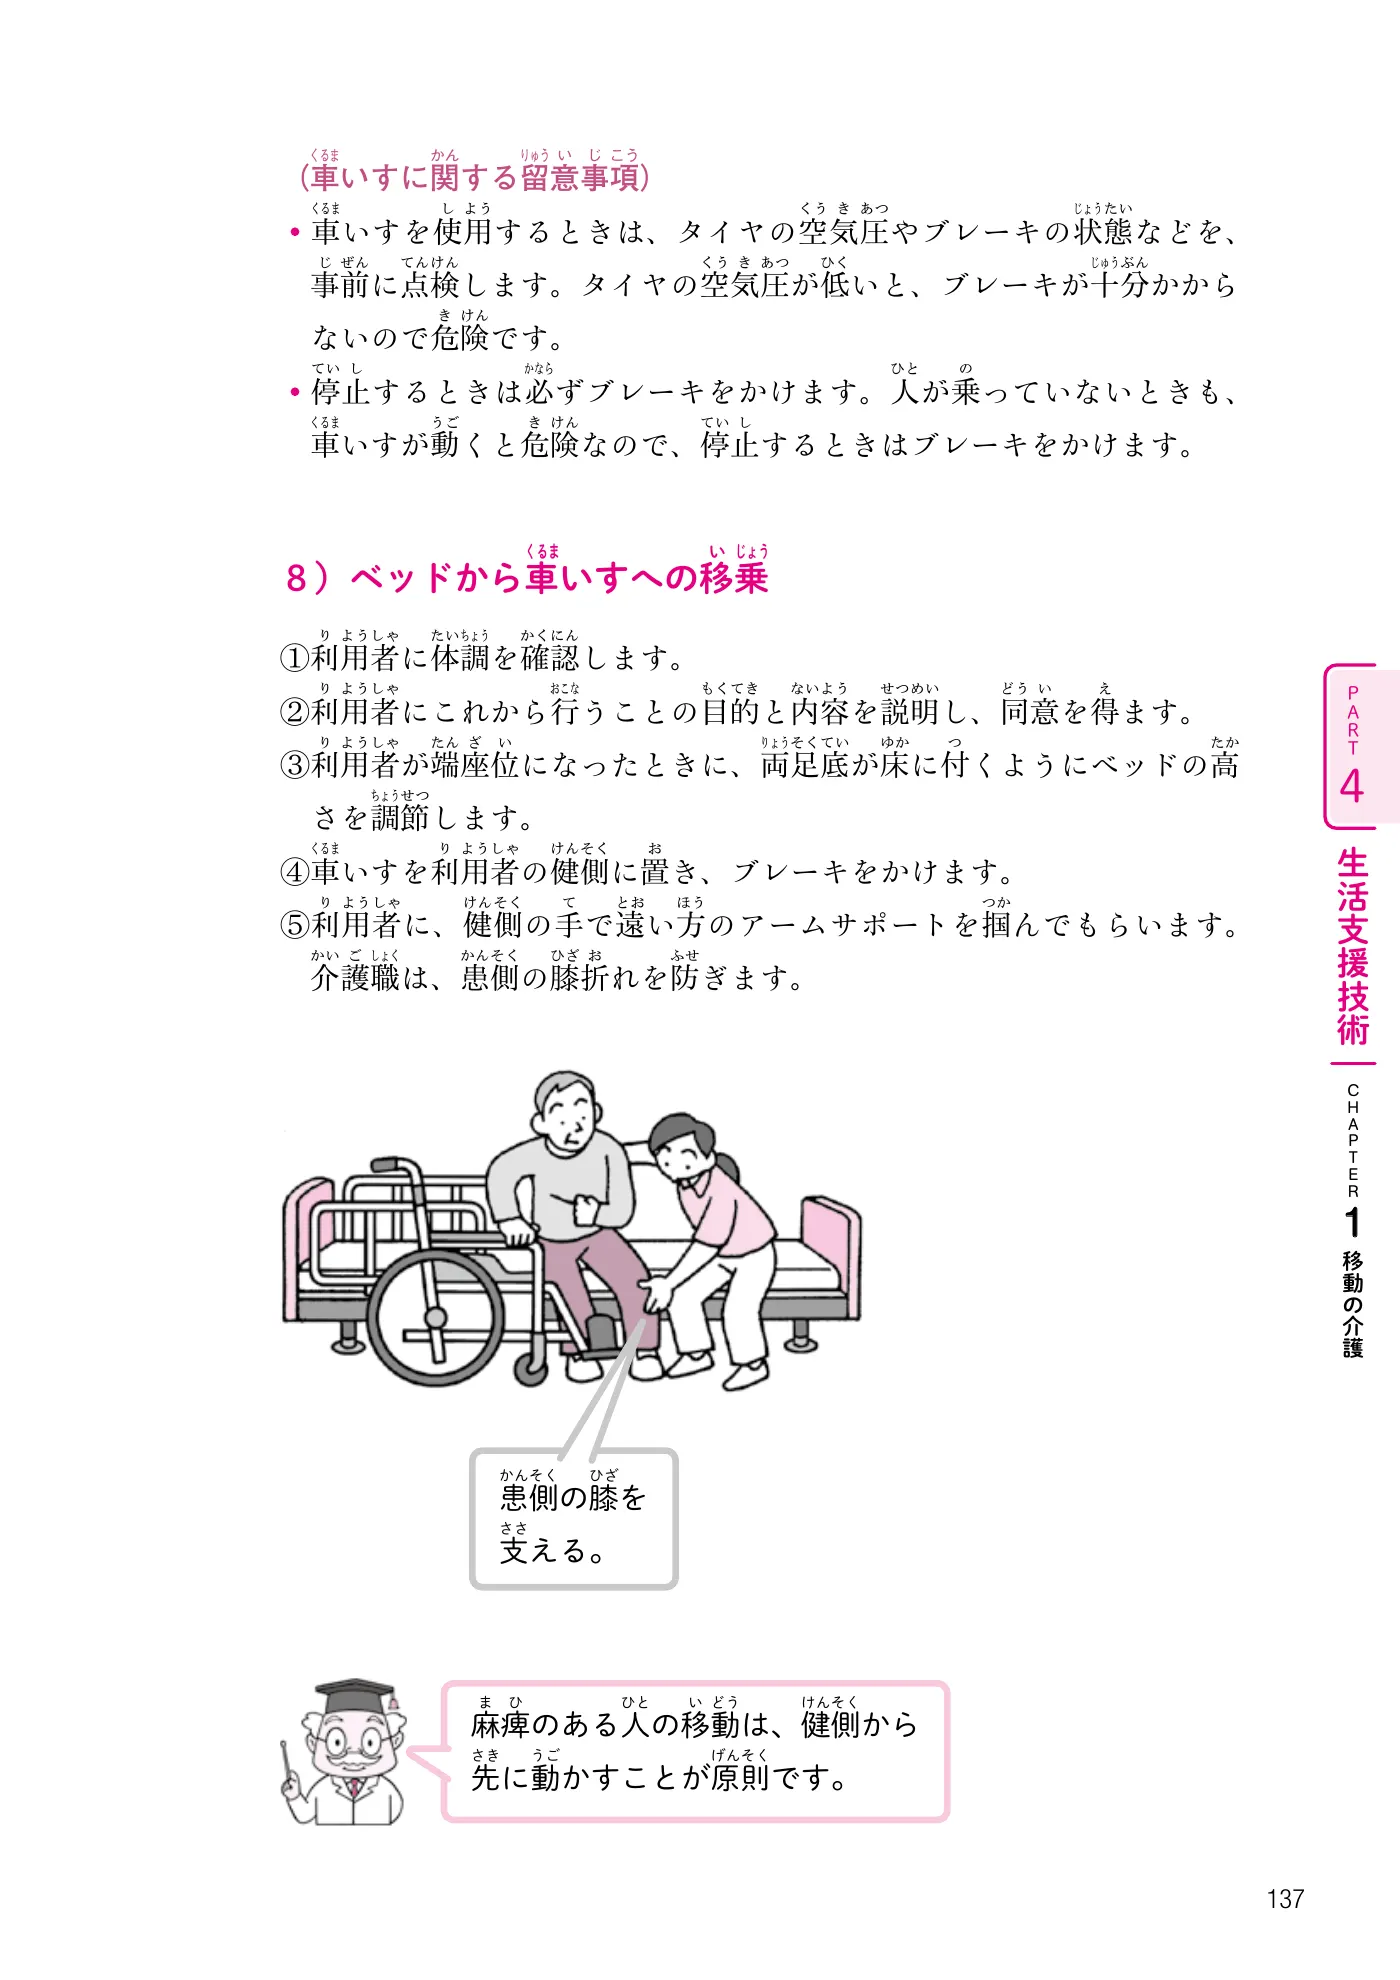 （車いすに関する留意事項）
・車いすを使用するときは、タイヤの空気圧やブレーキの状態などを、
事前に点検します。タイヤの空気圧が低いと、ブレーキが十分かから
ないので危険です。
・停止するときは必ずブレーキをかけます。人が乗っていないときも、
車いすが動くと危険なので、停止するときはブレーキをかけます。
8）ベッドから車いすへの移乗
①利用者に体調を確認します。
②利用者にこれから行うことの目的と内容を説明し、同意を得ます。
③利用者が端座位になったときに、両足底が床に付くようにベッドの高
さを調節します。
④車いすを利用者の健側に置き、ブレーキをかけます。
⑤利用者に、健側の手で遠い方のアームサポートを掴んでもらいます。
介護職は、患側の膝折れを防ぎます。
患側の膝を
支える。
麻痺のある人の移動は、健側から
先に動かすことが原則です。
PART 4
生活支援技術
CHAPTER 1 移動の介護
137